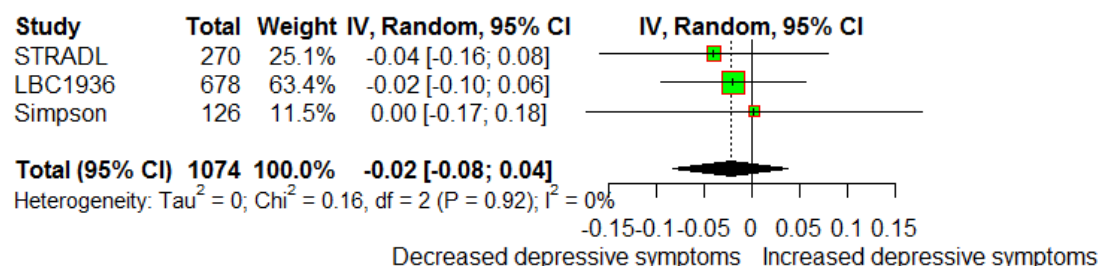 Study Total Weight IV, Random, 95% CI IV, Random, 95% CI
STRADL 270 25.1% -0.04 [-0.16; 0.08]
LBC1936 678 63.4% -0.02 [-0.10; 0.06]
Simpson 126 11.5% 0.00 [-0.17; 0.18]
Total (95% CI) 1074 100.0% -0.02 [-0.08; 0.04]
Heterogeneity: Tau² = 0; Chi² = 0.16, df = 2 (P = 0.92); I² = 0%
-0.15 -0.1 -0.05 0 0.05 0.1 0.15
Decreased depressive symptoms Increased depressive symptoms